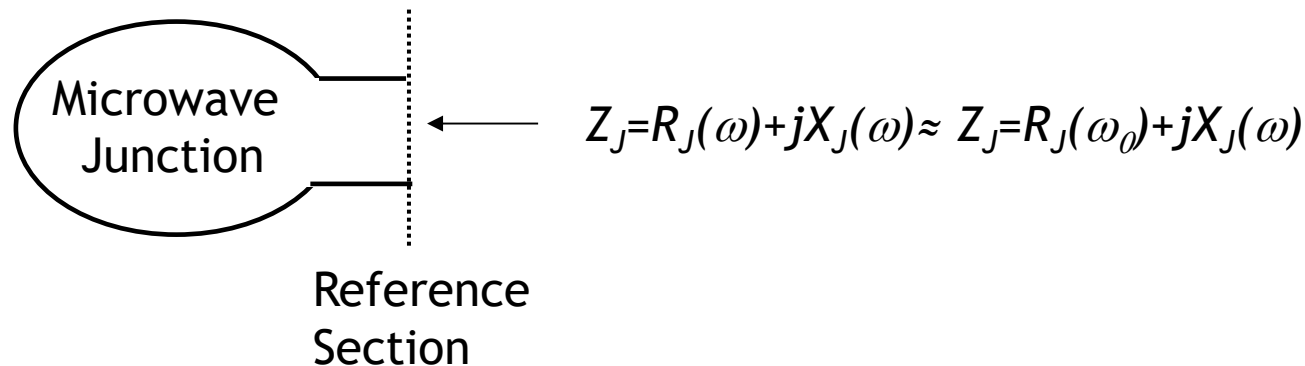 Microwave
Junction
Z_J=R_J(ω)+jX_J(ω)≈ Z_J=R_J(ω_0)+jX_J(ω)
Reference
Section